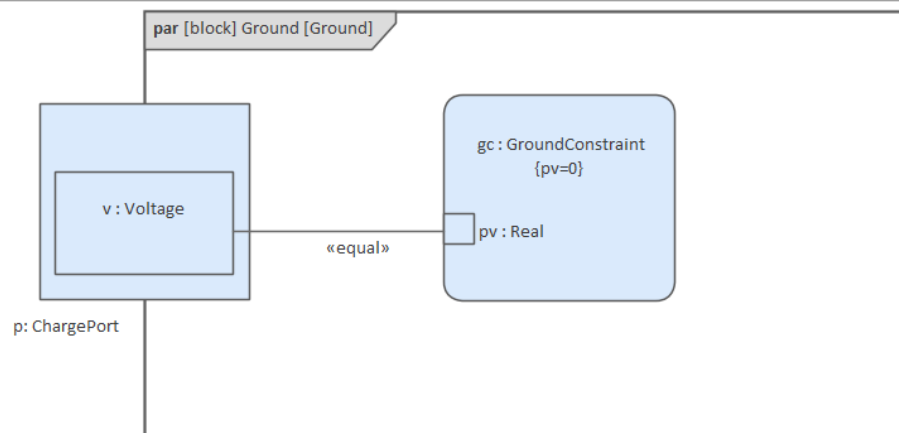 par [block] Ground [Ground]
gc : GroundConstraint
{pv=0}
v : Voltage
pv : Real
«equal»
p: ChargePort